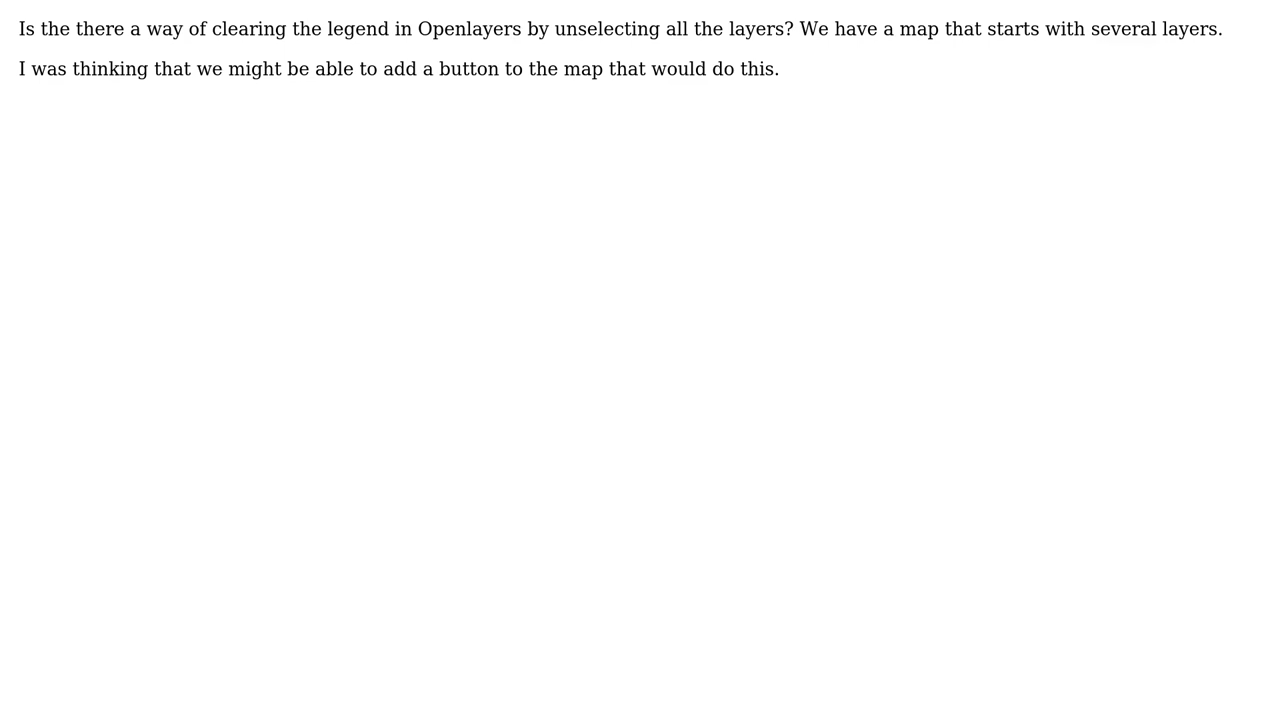 Is the there a way of clearing the legend in Openlayers by unselecting all the layers? We have a map that starts with several layers.
I was thinking that we might be able to add a button to the map that would do this.